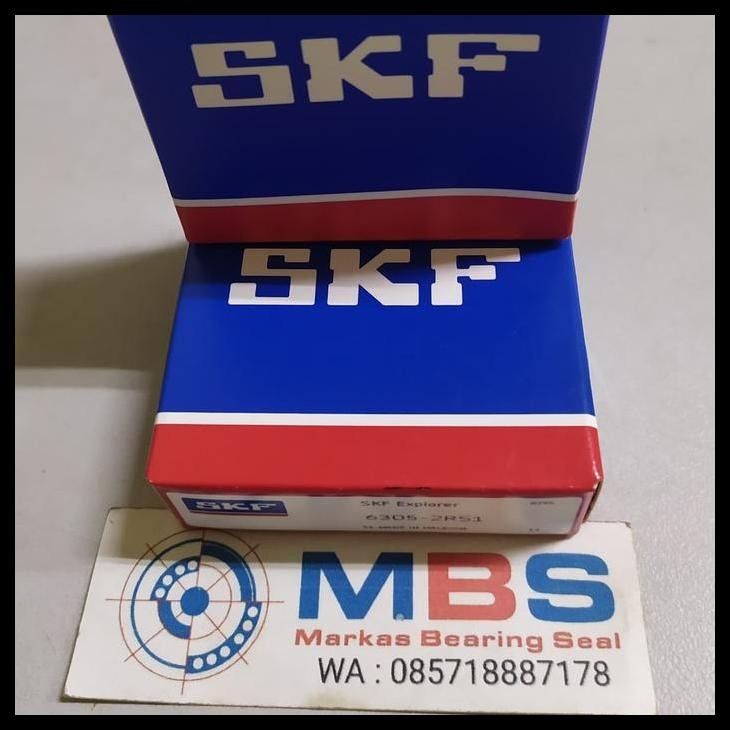 SKF
SKF
SKF
SKF Explorer
6305-2RS1
MBS
Markas Bearing Seal
WA : 085718887178